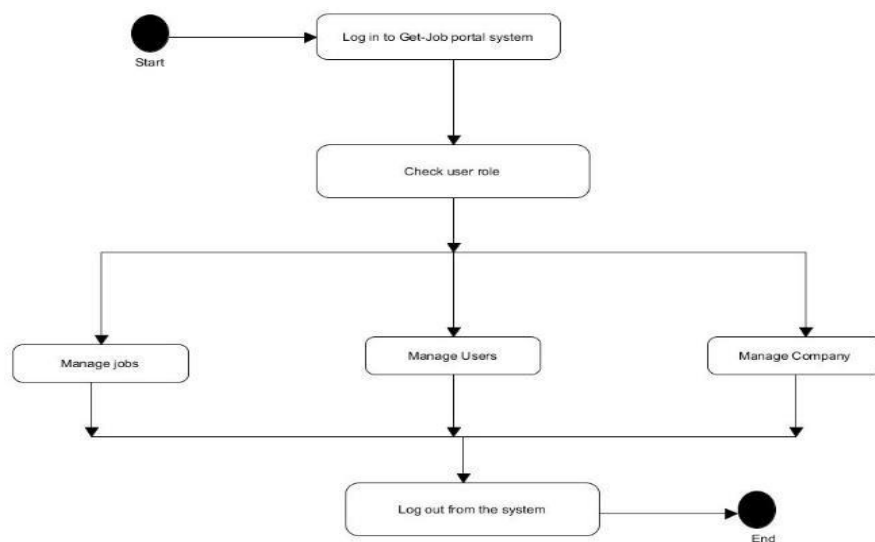 Log in to Get-Job portal system
Start
Check user role
Manage jobs
Manage Users
Manage Company
Log out from the system
End